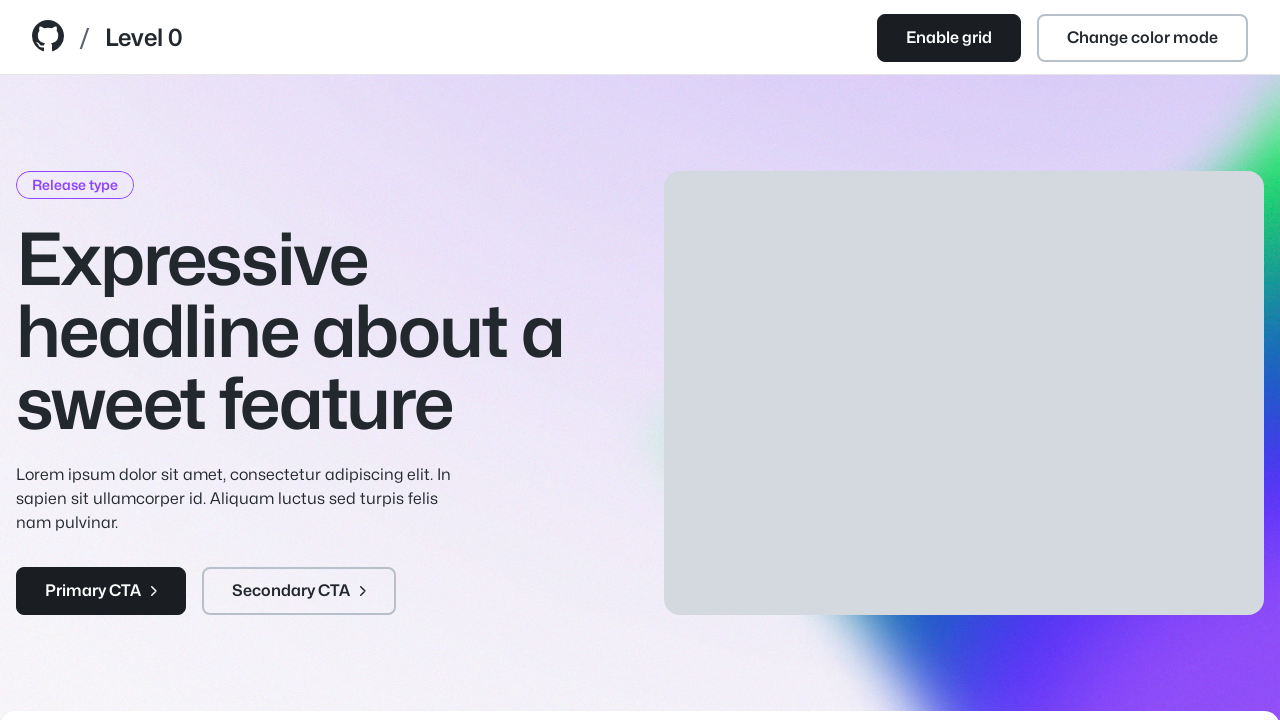 / Level 0
Enable grid
Change color mode
Release type
Expressive
headline about a
sweet feature
Lorem ipsum dolor sit amet, consectetur adipiscing elit. In
sapien sit ullamcorper id. Aliquam luctus sed turpis felis
nam pulvinar.
Primary CTA
Secondary CTA